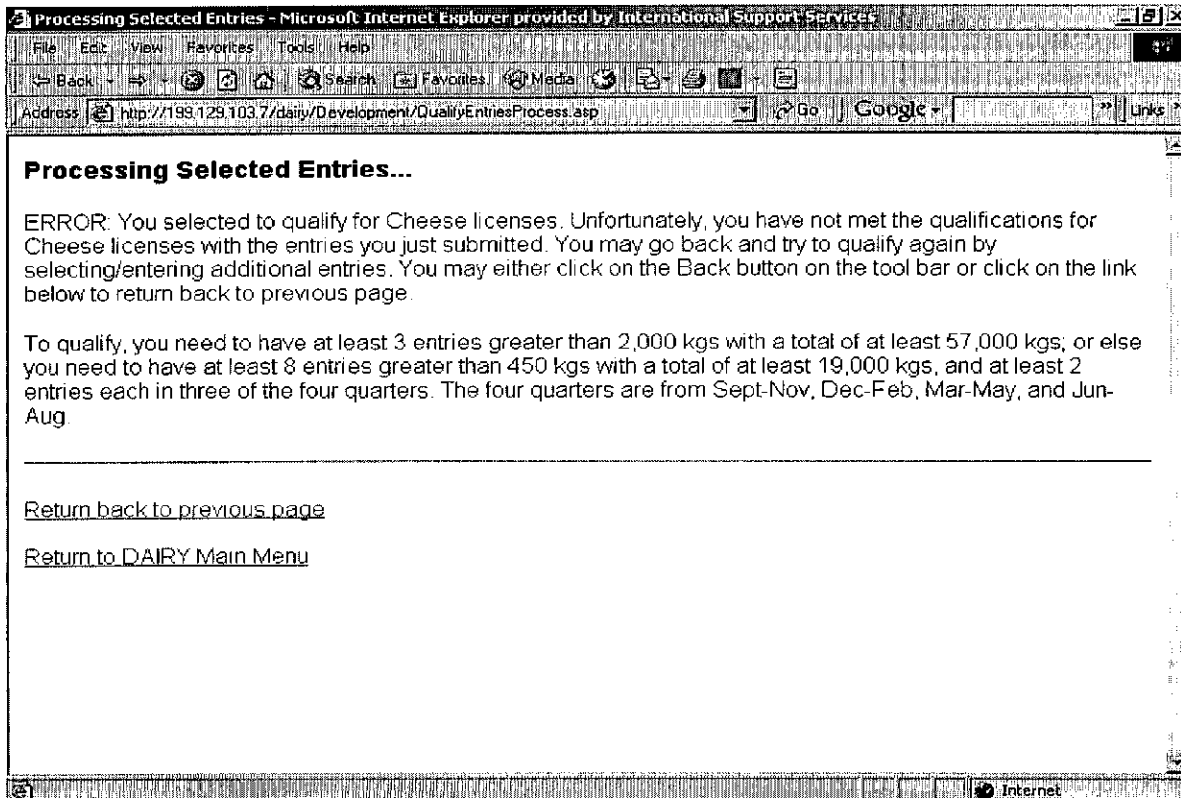 Processing Selected Entries - Microsoft Internet Explorer provided by International Support Services
File Edit View Favorites Tools Help
Back Search Favorites Media
Address http://199.129.103.7/dairy/Development/QualifyEntriesProcess.asp Go Google Links
Processing Selected Entries...
ERROR: You selected to qualify for Cheese licenses. Unfortunately, you have not met the qualifications for
Cheese licenses with the entries you just submitted. You may go back and try to qualify again by
selecting/entering additional entries. You may either click on the Back button on the tool bar or click on the link
below to return back to previous page.
To qualify, you need to have at least 3 entries greater than 2,000 kgs with a total of at least 57,000 kgs; or else
you need to have at least 8 entries greater than 450 kgs with a total of at least 19,000 kgs, and at least 2
entries each in three of the four quarters. The four quarters are from Sept-Nov, Dec-Feb, Mar-May, and Jun-
Aug.
Return back to previous page
Return to DAIRY Main Menu
Internet